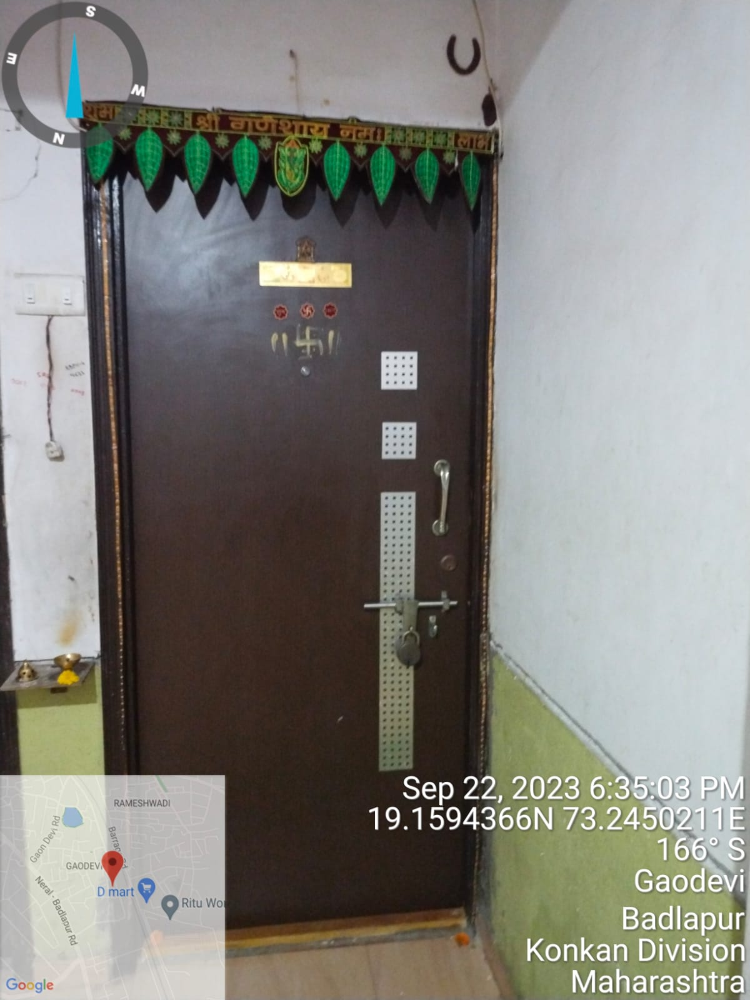 S
E
W
N
शुभ श्री गणेशाय नमः लाभ
RAMESHWADI
Gaon Devi Rd
GAODEVI
D mart
Neral - Badlapur Rd
Google
Sep 22, 2023 6:35:03 PM
19.1594366N 73.2450211E
166° S
Gaodevi
Badlapur
Konkan Division
Maharashtra